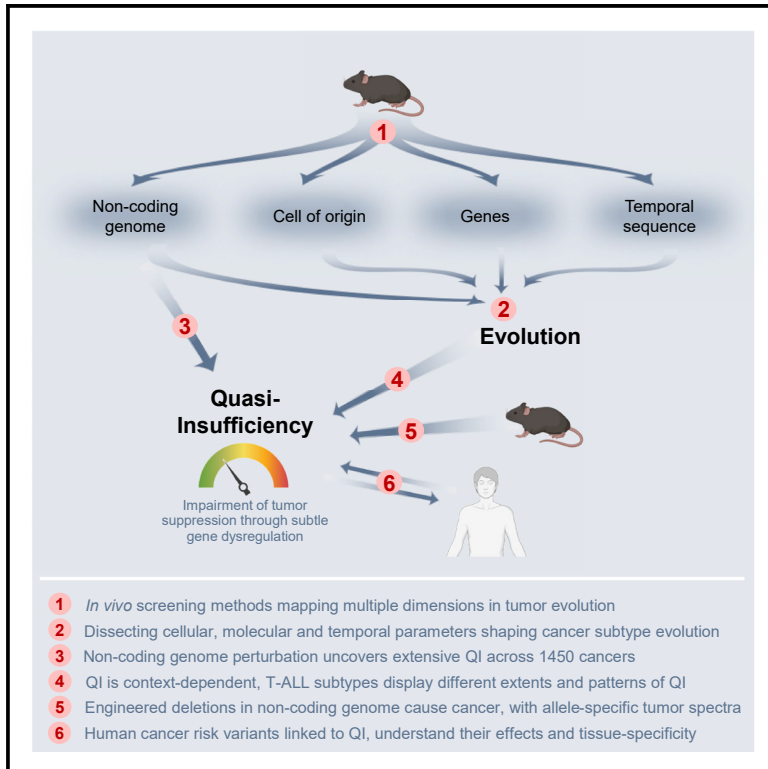 1
Non-coding
genome
Cell of origin
Genes
Temporal
sequence
2
Evolution
3
4
Quasi-
Insufficiency
5
6
Impairment of tumor
suppression through subtle
gene dysregulation
1 In vivo screening methods mapping multiple dimensions in tumor evolution
2 Dissecting cellular, molecular and temporal parameters shaping cancer subtype evolution
3 Non-coding genome perturbation uncovers extensive QI across 1450 cancers
4 QI is context-dependent, T-ALL subtypes display different extents and patterns of QI
5 Engineered deletions in non-coding genome cause cancer, with allele-specific tumor spectra
6 Human cancer risk variants linked to QI, understand their effects and tissue-specificity